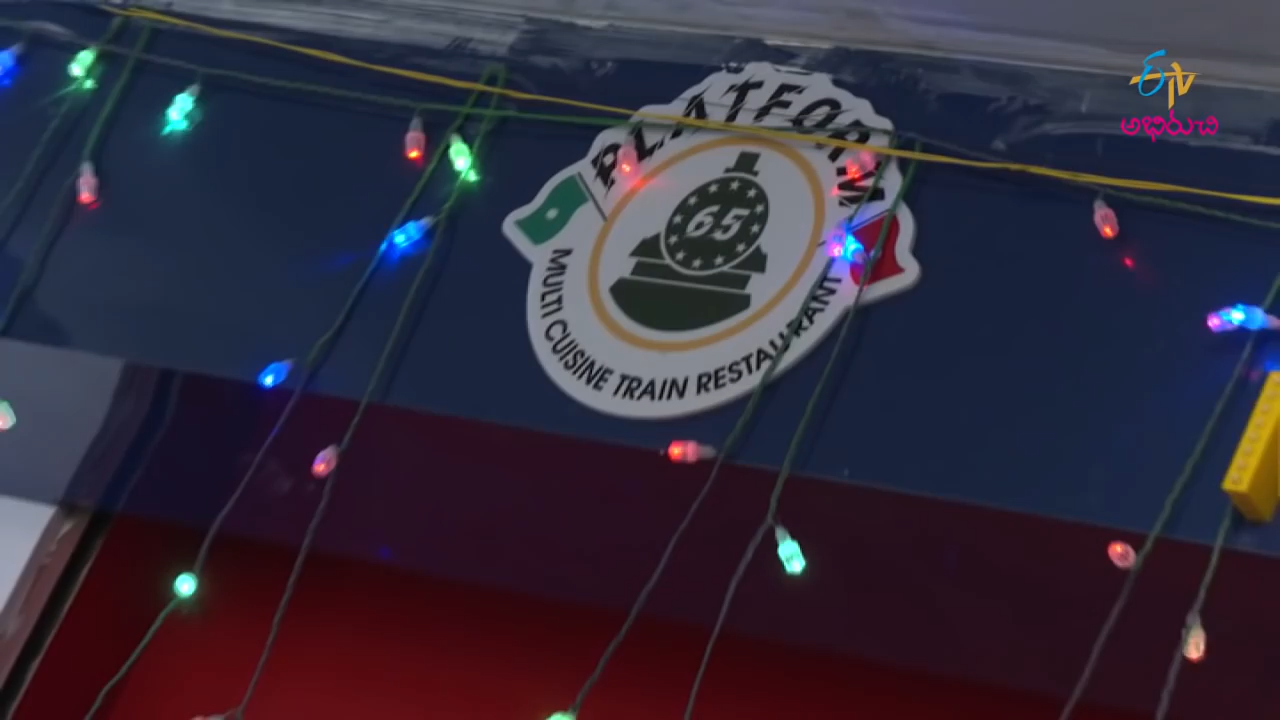 PLATFORM
65
MULTI CUISINE TRAIN RESTAURANT
ETV
అభిరుచి